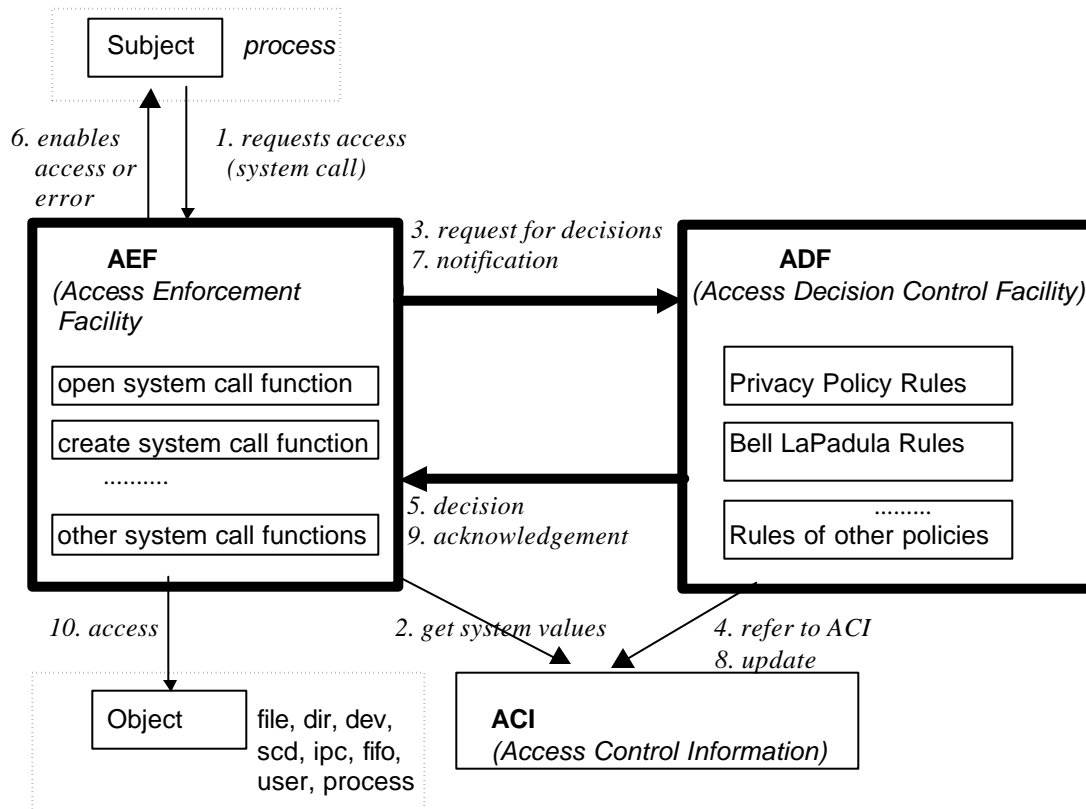 Subject
process
6. enables
access or
error
1. requests access
(system call)
AEF
(Access Enforcement
Facility)
open system call function
create system call function
..........
other system call functions
3. request for decisions
7. notification
5. decision
9. acknowledgement
ADF
(Access Decision Control Facility)
Privacy Policy Rules
Bell LaPadula Rules
.........
Rules of other policies
10. access
2. get system values
4. refer to ACI
8. update
Object
file, dir, dev,
scd, ipc, fifo,
user, process
ACI
(Access Control Information)